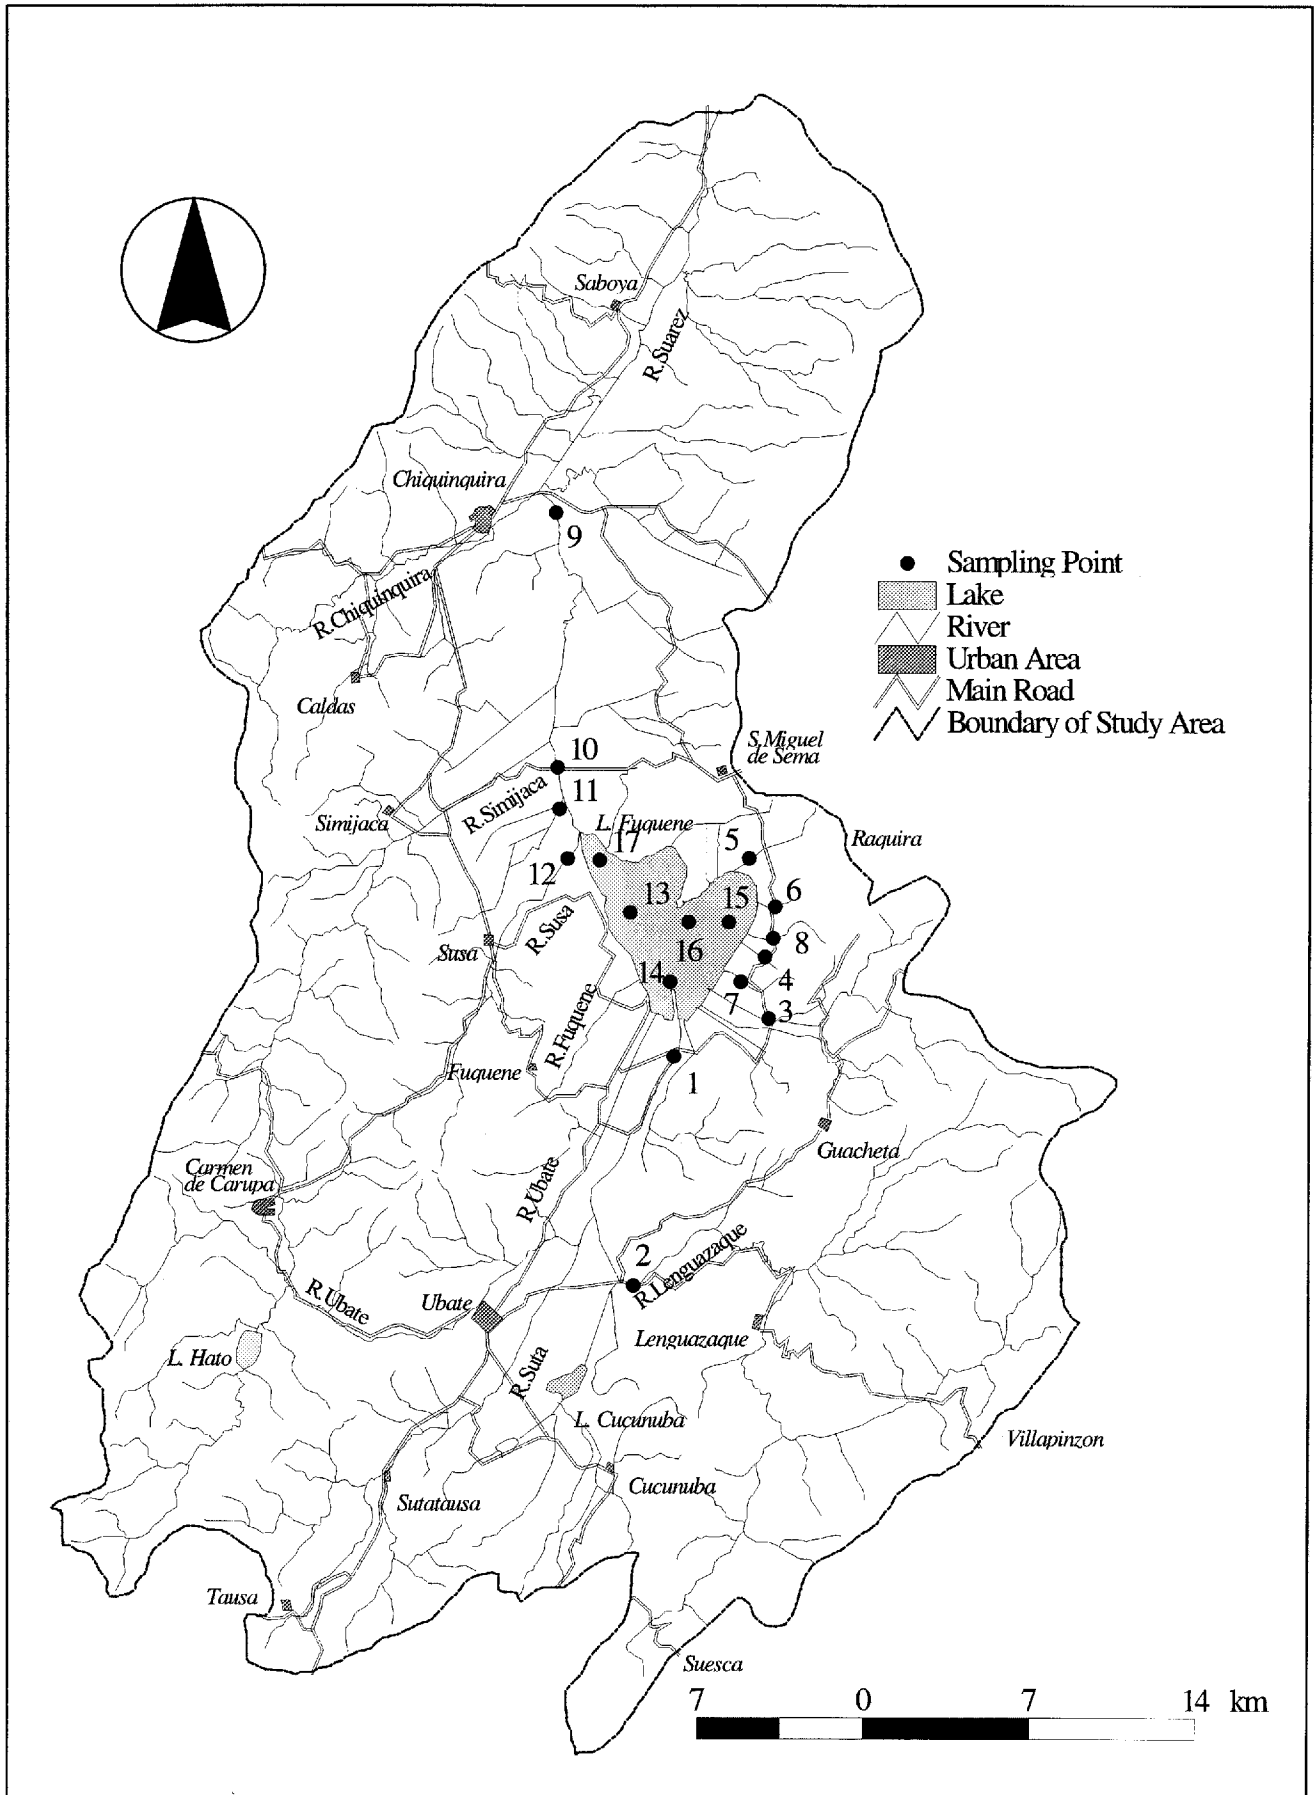 Saboya
R.Suarez
Chiquinquira
9
Sampling Point
Lake
River
Urban Area
Main Road
Boundary of Study Area
R.Chiquinquira
Caldas
S.Miguel
de Sema
10
11
R.Simijaca
Simijaca
L. Fuquene
17
5
Raquira
12
13
15
6
R.Susa
Susa
16
8
14
4
7
3
R.Fuquene
Fuquene
1
Guacheta
Carmen
de Carupa
R.Ubate
2
R.Lenguazaque
R.Ubate
Ubate
Lenguazaque
L. Hato
R.Suta
L. Cucunuba
Villapinzon
Cucunuba
Sutatausa
Tausa
Suesca
7 0 7 14 km